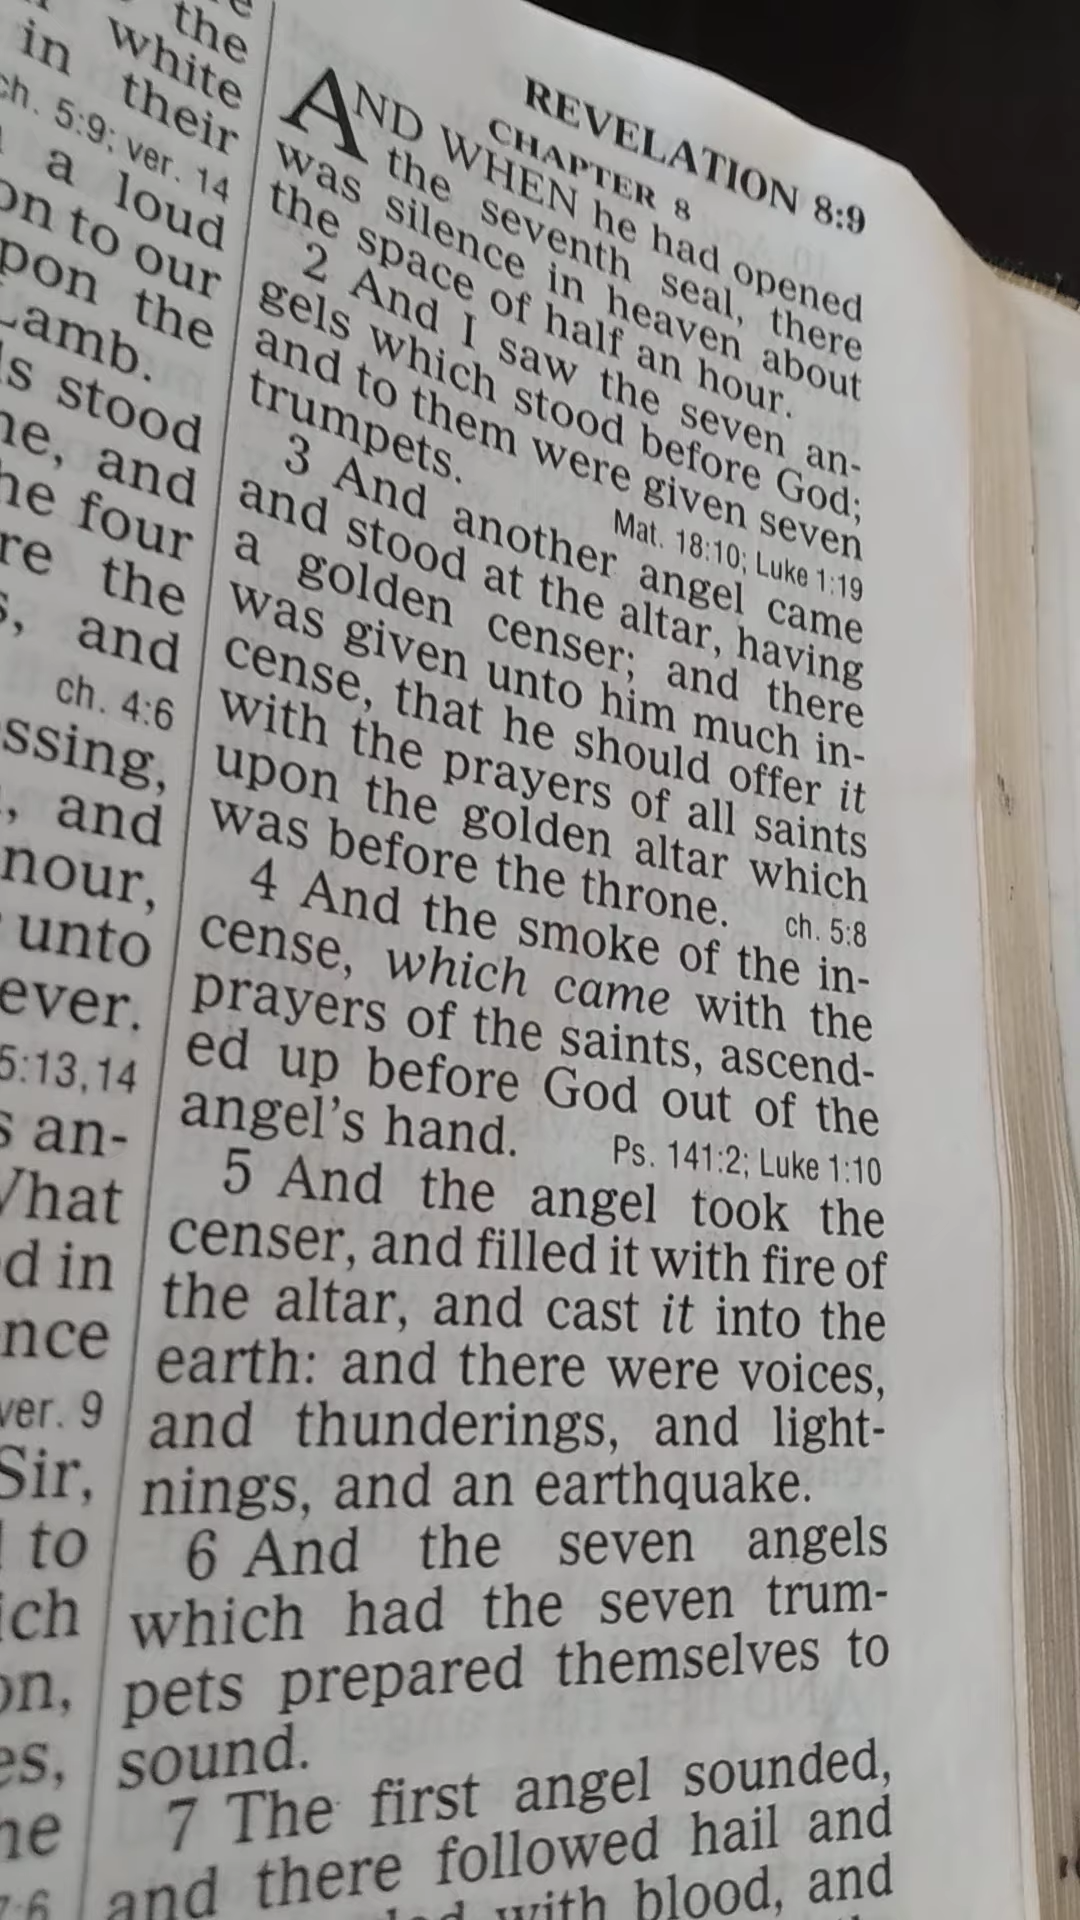 the
white
in their
ch. 5:9; ver. 14
a loud
on to our
upon the
Lamb.
stood
and
four
the
and
ch. 4:6
and
unto
ever.
5:13,14
an-
What
in
ver. 9
Sir,
to
REVELATION 8:9
CHAPTER 8
AND WHEN he had opened
the seventh seal, there
was silence in heaven about
the space of half an hour.
2 And I saw the seven an-
gels which stood before God;
and to them were given seven
trumpets.
Mat. 18:10; Luke 1:19
3 And another angel came
and stood at the altar, having
a golden censer; and there
was given unto him much in-
cense, that he should offer it
with the prayers of all saints
upon the golden altar which
was before the throne. ch. 5:8
4 And the smoke of the in-
cense, which came with the
prayers of the saints, ascend-
ed up before God out of the
angel's hand. Ps. 141:2; Luke 1:10
5 And the angel took the
censer, and filled it with fire of
the altar, and cast it into the
earth: and there were voices,
and thunderings, and light-
nings, and an earthquake.
6 And the seven angels
which had the seven trum-
pets prepared themselves to
sound.
7 The first angel sounded,
and there followed hail and
with blood, and